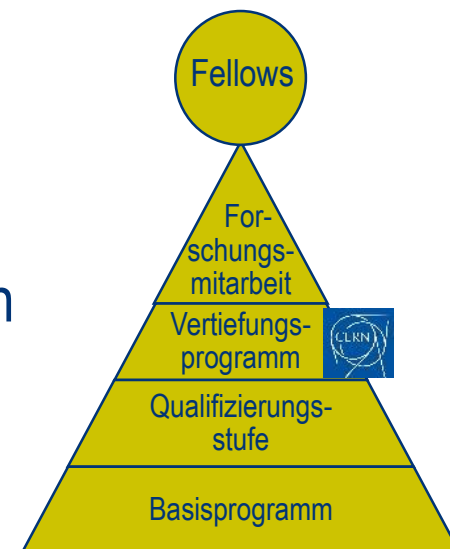 Fellows
For-
schungs-
mitarbeit
n
Vertiefungs-
programm
CERN
Qualifizierungs-
stufe
Basisprogramm